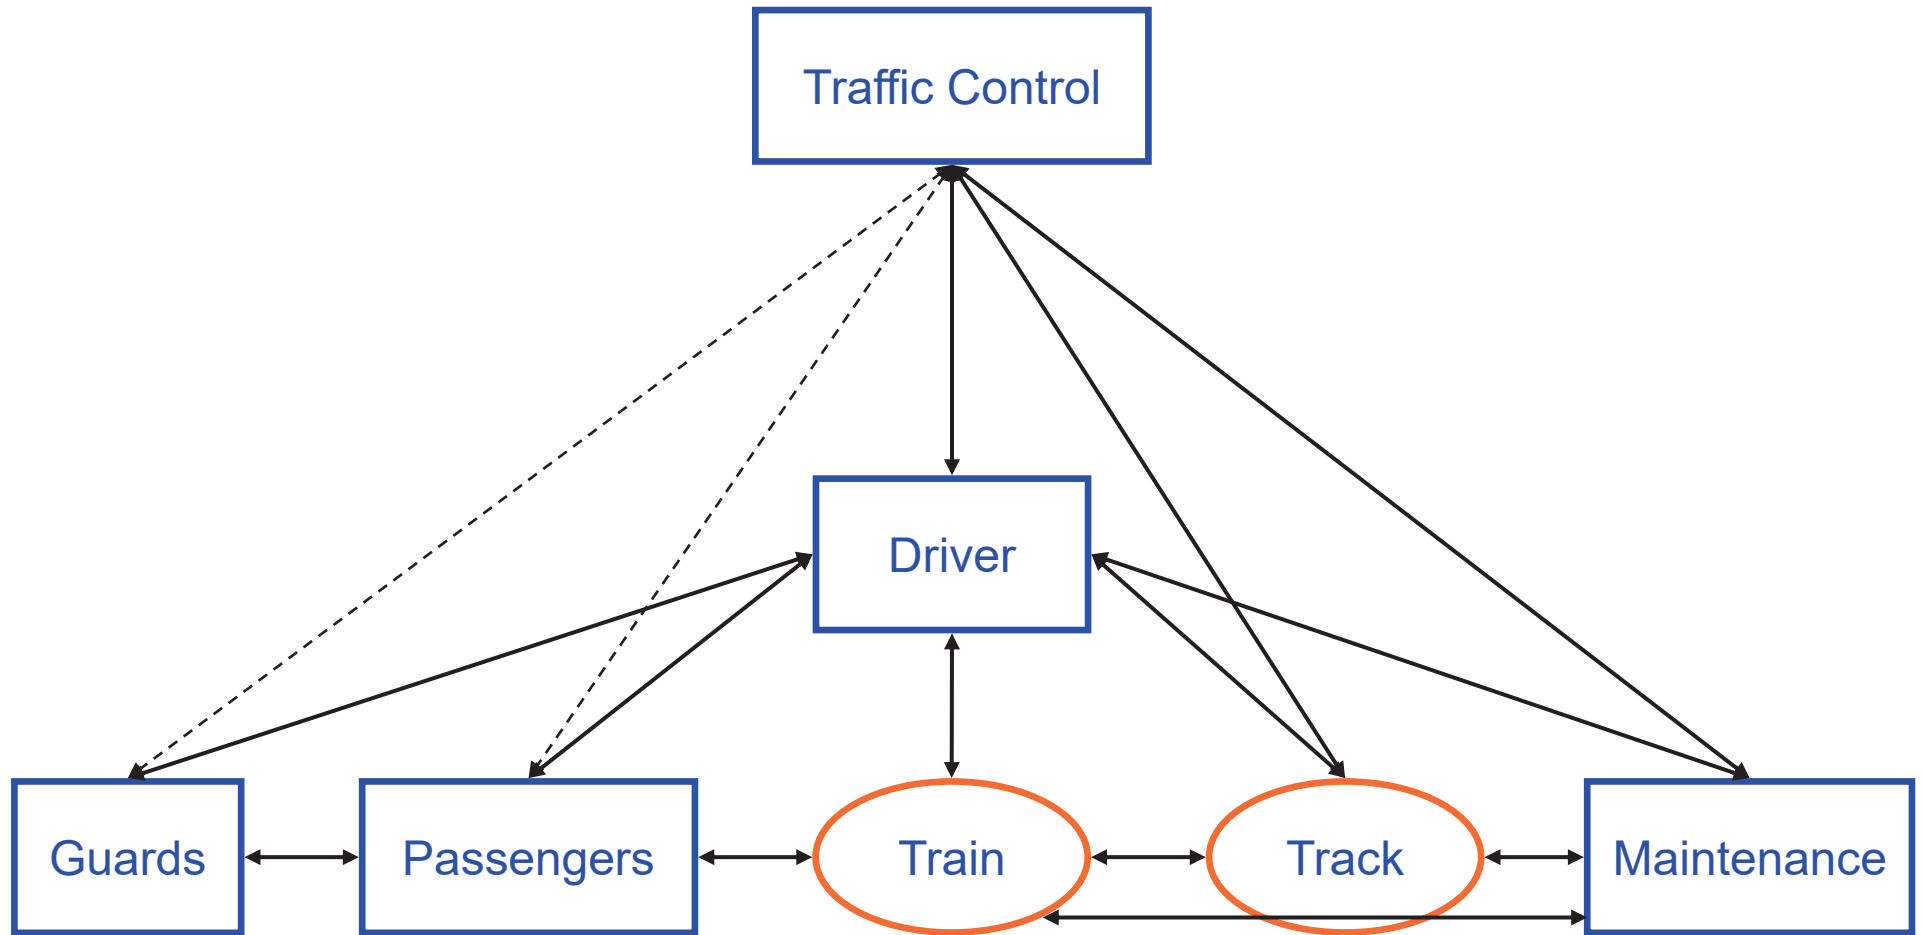 Traffic Control
Driver
Guards
Passengers
Train
Track
Maintenance